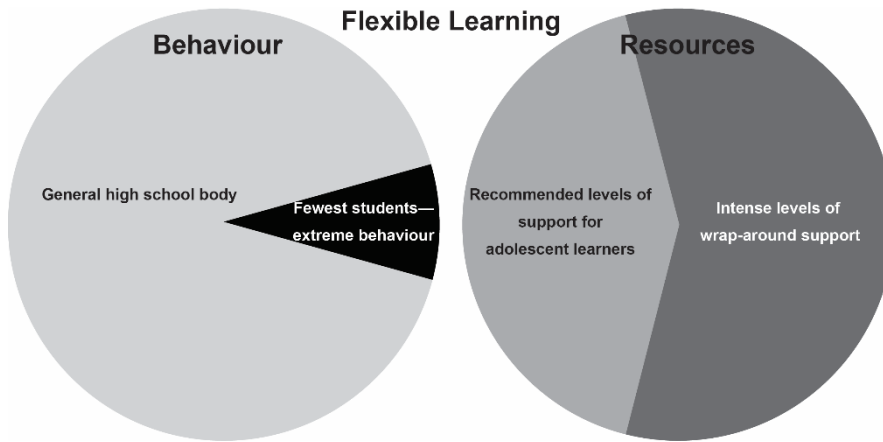 Flexible Learning
Behaviour
General high school body
Fewest students—
extreme behaviour
Resources
Recommended levels of
support for
adolescent learners
Intense levels of
wrap-around support